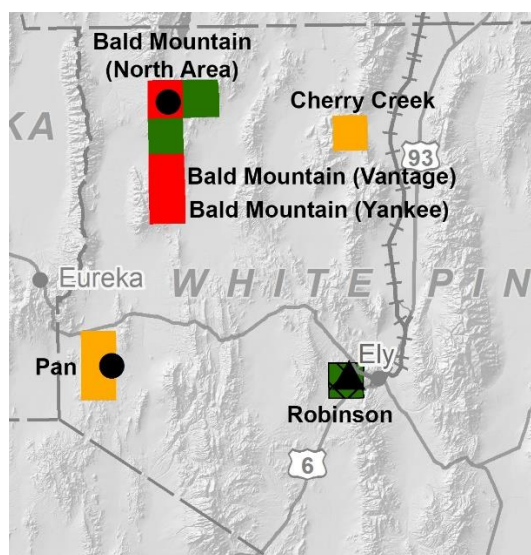 Bald Mountain
(North Area)
Cherry Creek
KA
93
Bald Mountain (Vantage)
Bald Mountain (Yankee)
Eureka
WHITE PIN
Pan
Ely
Robinson
6